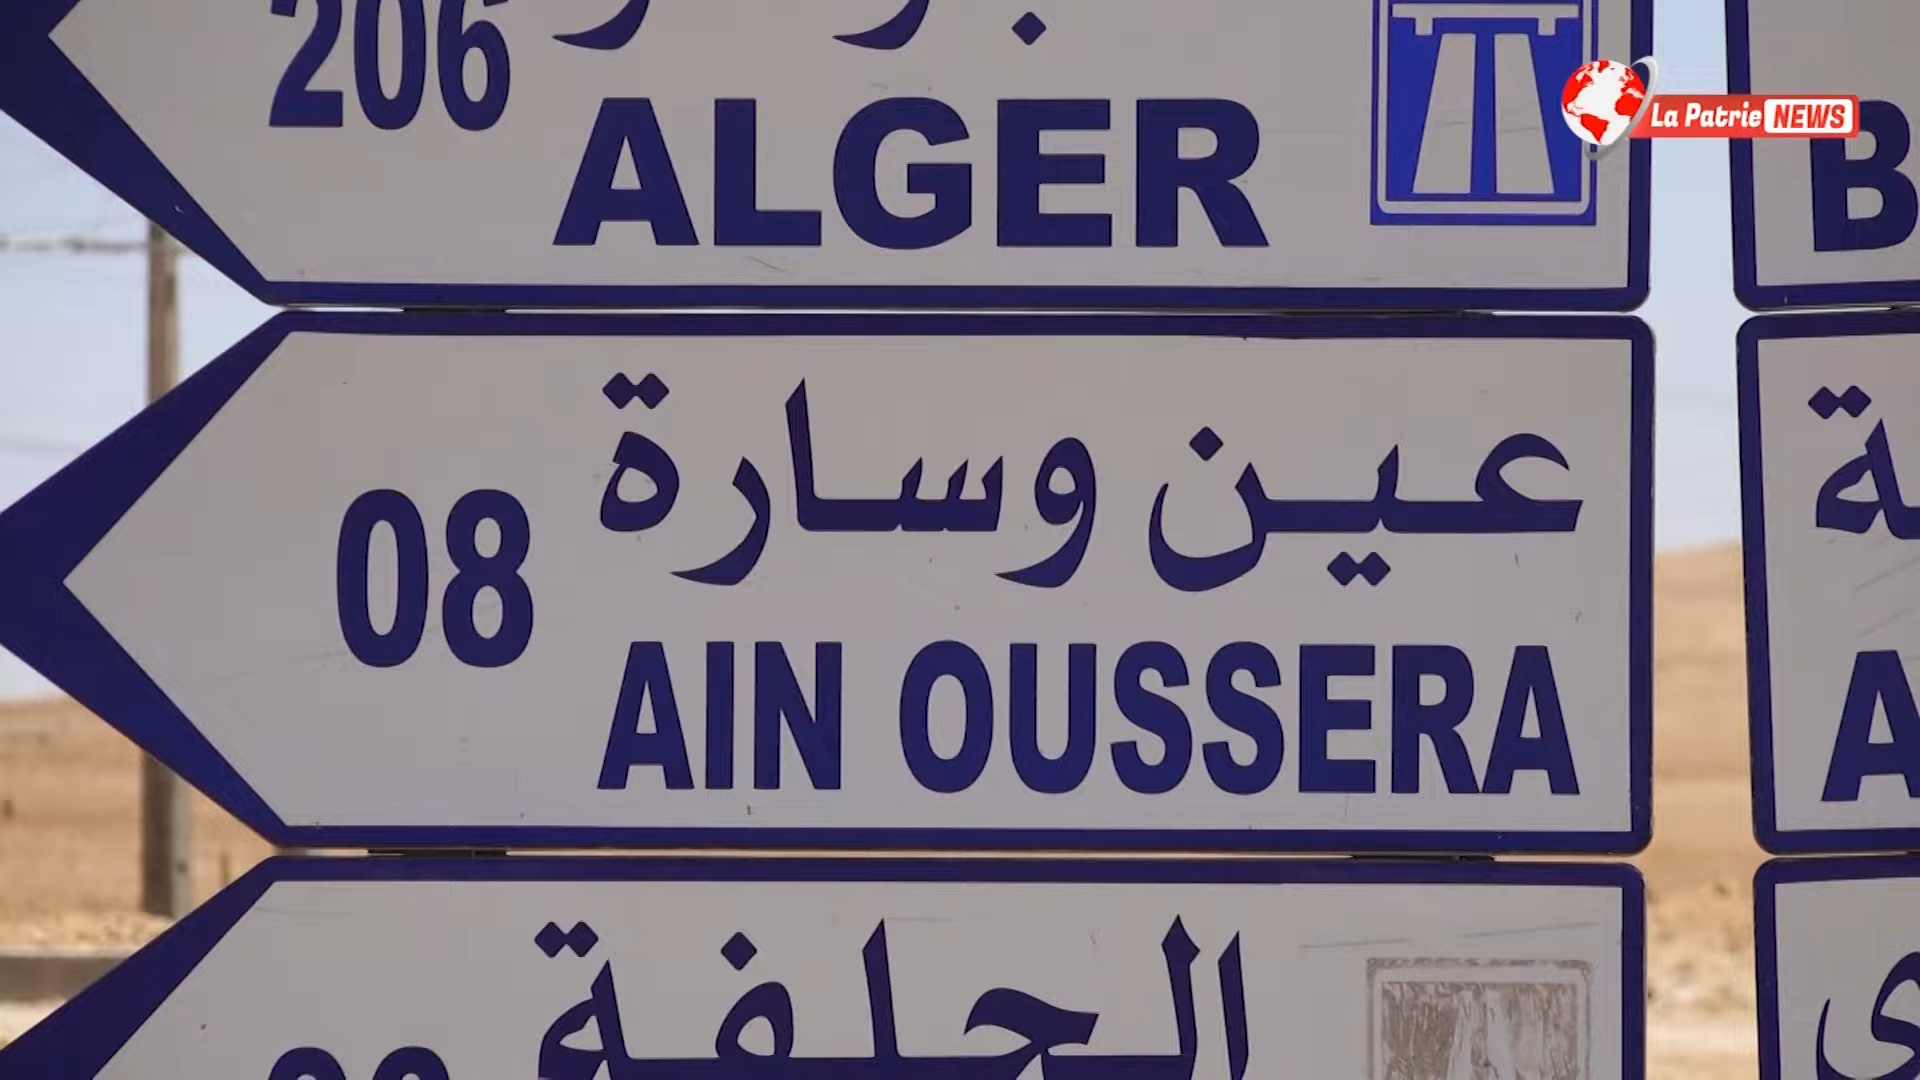 206
ALGER
La Patrie NEWS
عين وسارة
08
AIN OUSSERA
الجلفة